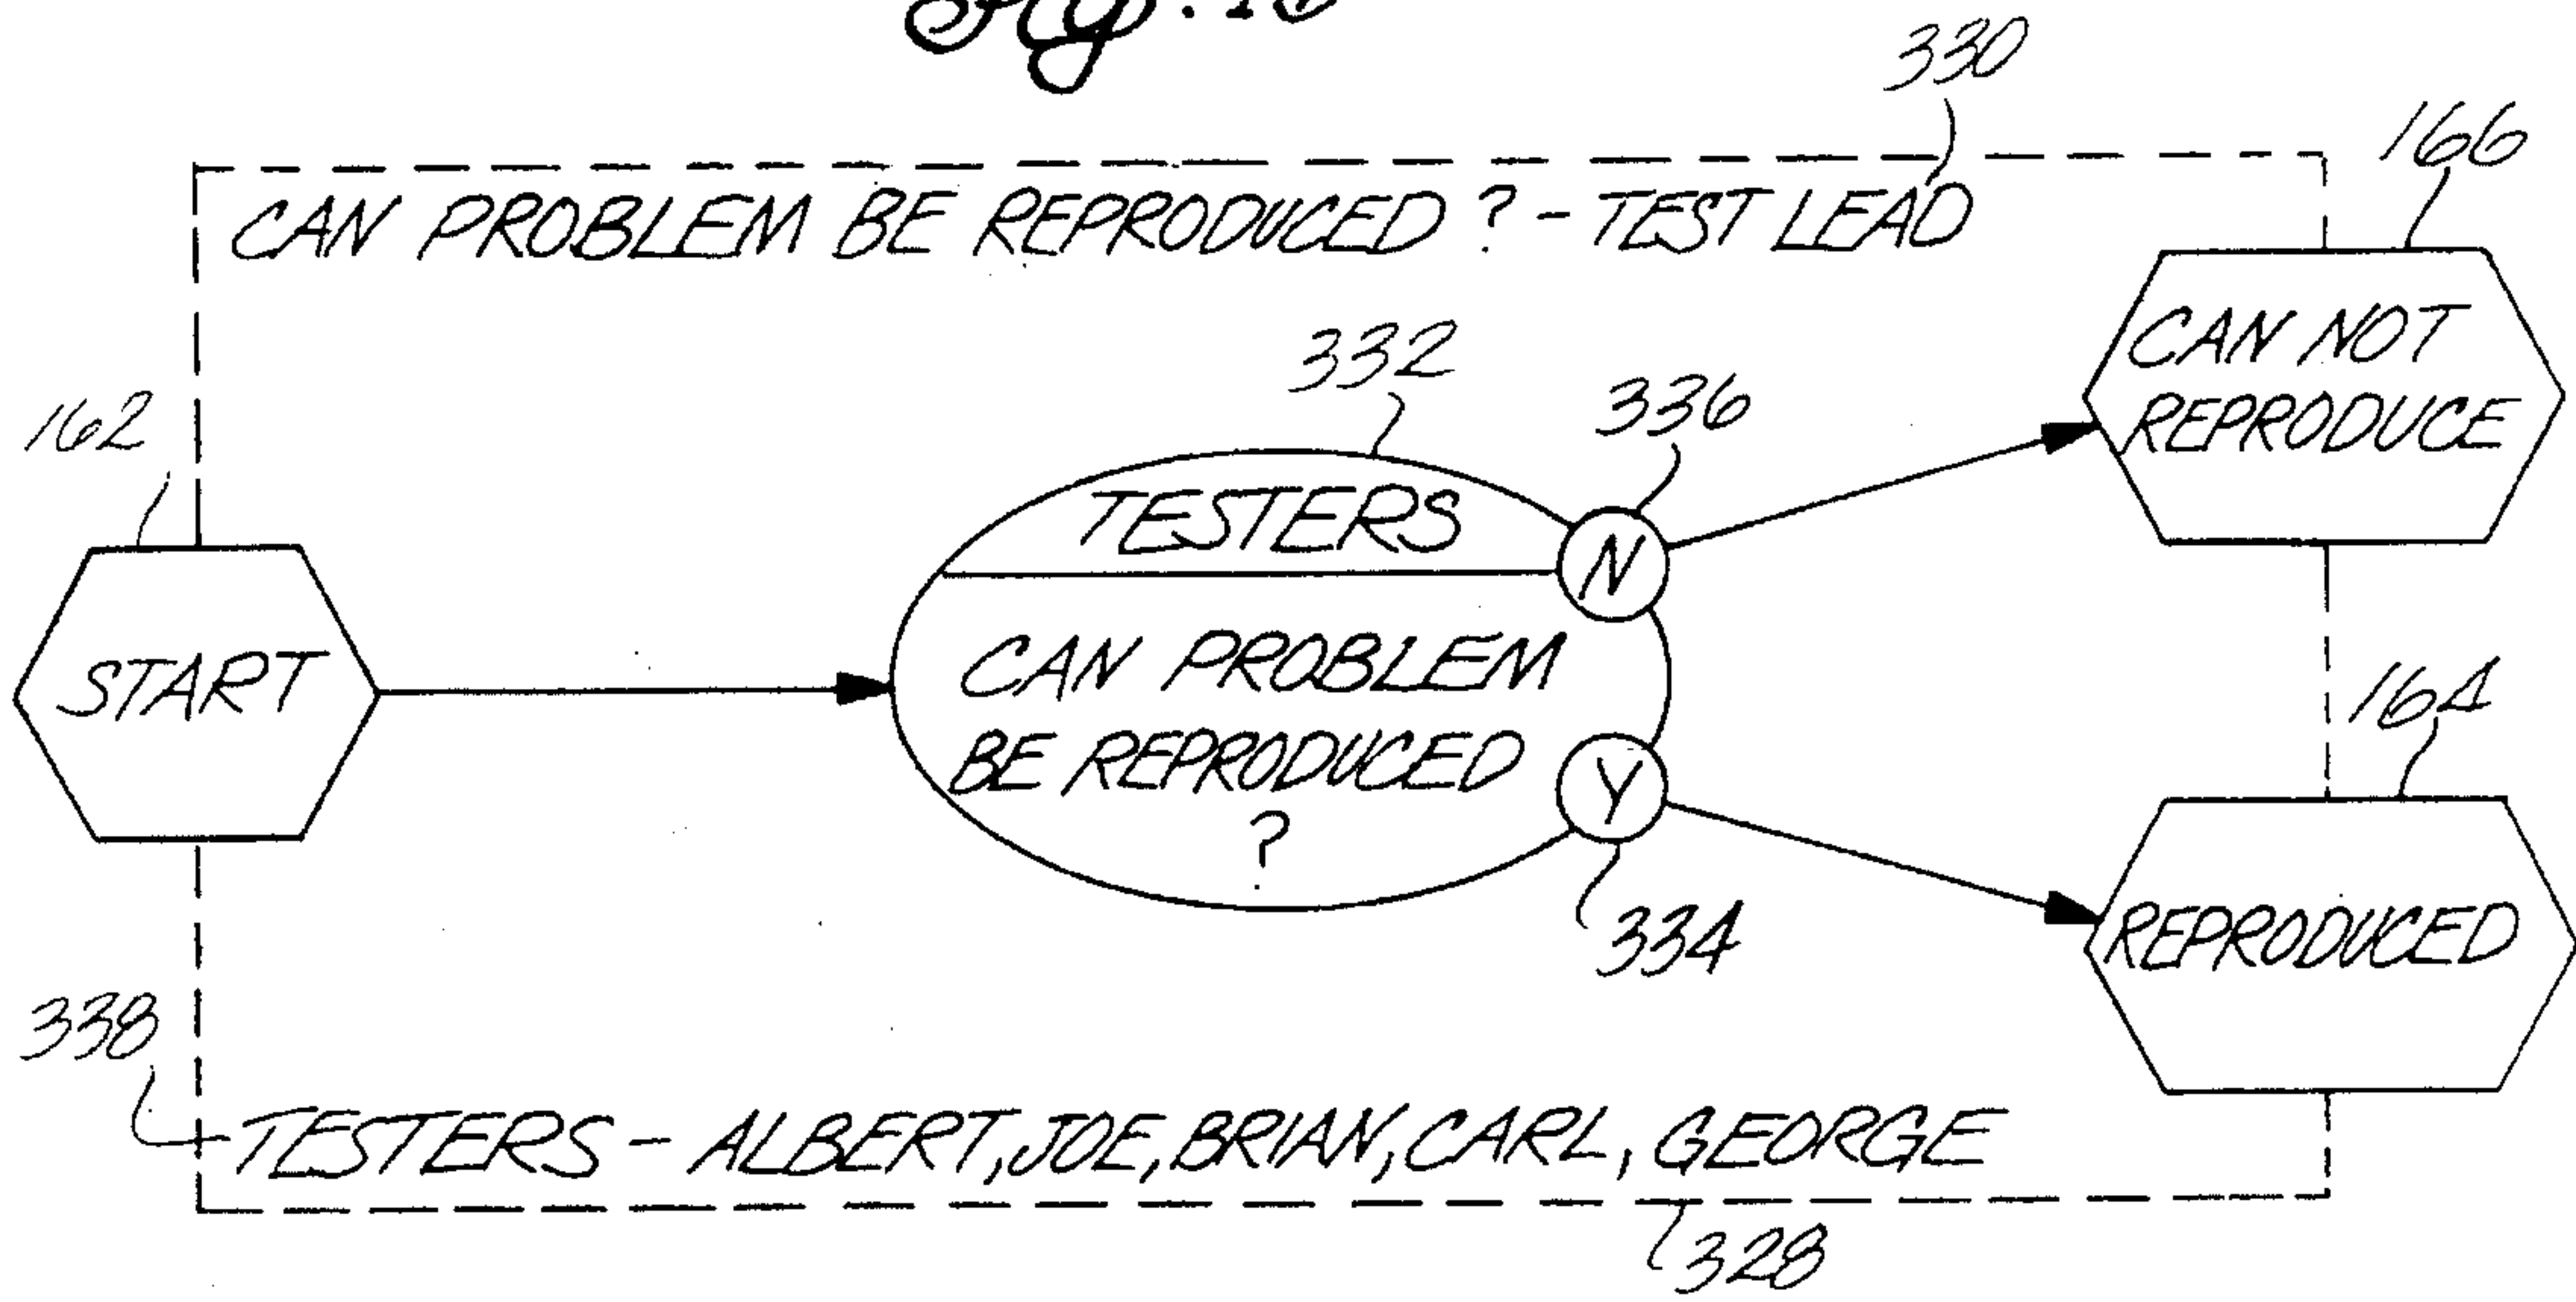 330
166
CAN PROBLEM BE REPRODUCED ? - TEST LEAD
332
336
CAN NOT
REPRODUCE
162
TESTERS
N
START
CAN PROBLEM
BE REPRODUCED
?
Y
164
334
REPRODUCED
338
TESTERS - ALBERT, JOE, BRIAN, CARL, GEORGE
328